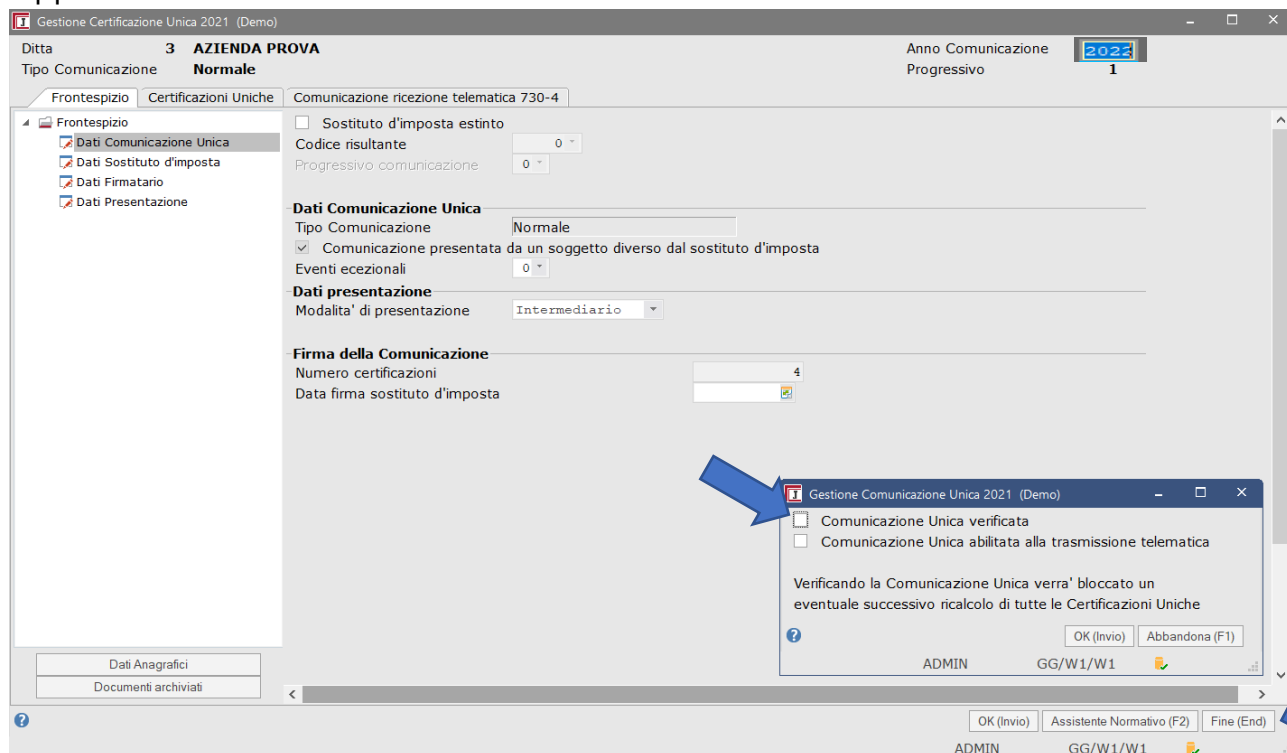 Gestione Certificazione Unica 2021 (Demo)
Ditta 3 AZIENDA PROVA Anno Comunicazione 2022
Tipo Comunicazione Normale Progressivo 1
Frontespizio Certificazioni Uniche Comunicazione ricezione telematica 730-4
Frontespizio
Dati Comunicazione Unica
Dati Sostituto d'imposta
Dati Firmatario
Dati Presentazione
Sostituto d'imposta estinto
Codice risultante 0
Progressivo comunicazione 0
Dati Comunicazione Unica
Tipo Comunicazione Normale
Comunicazione presentata da un soggetto diverso dal sostituto d'imposta
Eventi ecezionali 0
Dati presentazione
Modalita' di presentazione Intermediario
Firma della Comunicazione
Numero certificazioni 4
Data firma sostituto d'imposta
Gestione Comunicazione Unica 2021 (Demo)
Comunicazione Unica verificata
Comunicazione Unica abilitata alla trasmissione telematica
Verificando la Comunicazione Unica verra' bloccato un
eventuale successivo ricalcolo di tutte le Certificazioni Uniche
OK (Invio) Abbandona (F1)
ADMIN GG/W1/W1
Dati Anagrafici
Documenti archiviati
OK (Invio) Assistente Normativo (F2) Fine (End)
ADMIN GG/W1/W1